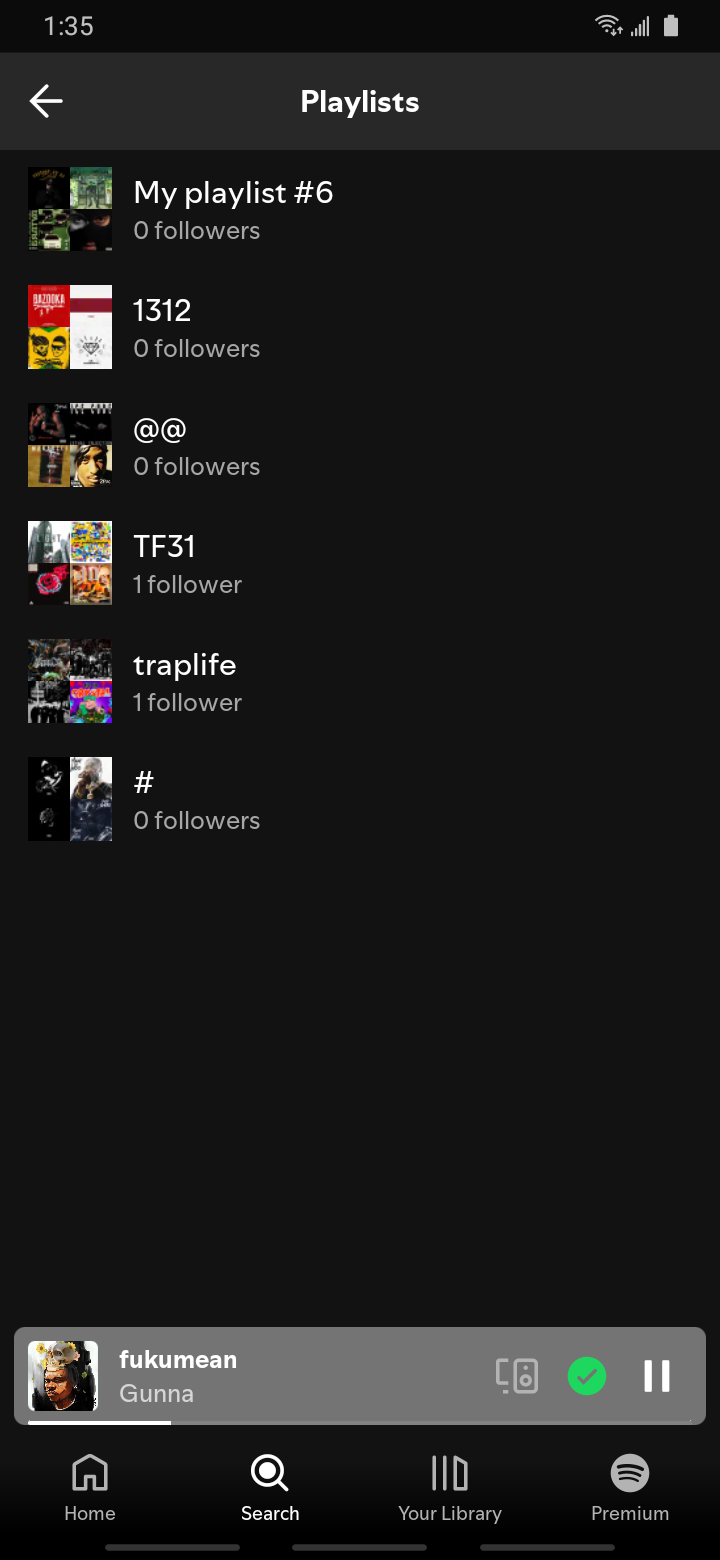 1:35
Playlists
My playlist #6
0 followers
1312
0 followers
BAZOOKA
@@
0 followers
TF31
1 follower
traplife
1 follower
#
0 followers
fukumean
Gunna
Home
Search
Your Library
Premium